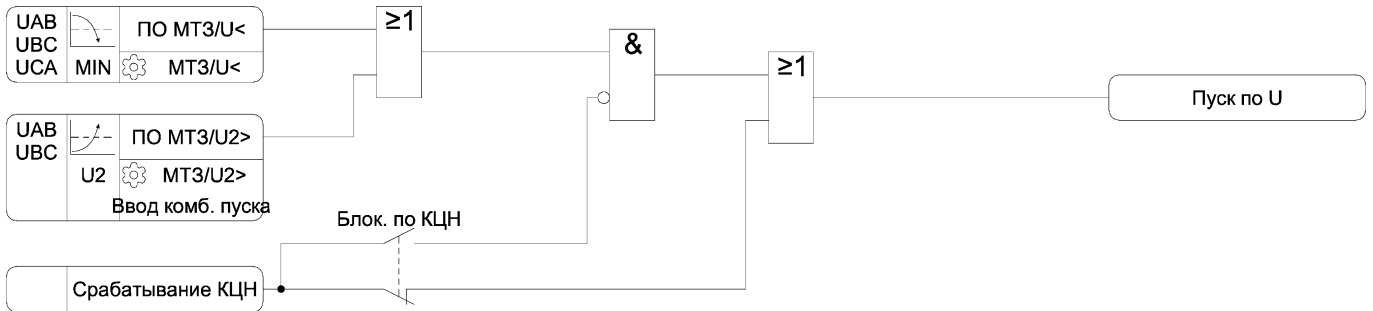 UAB
UBC
UCA
MIN
ПО МТЗ/U<
МТЗ/U<
≥1
&
≥1
Пуск по U
UAB
UBC
U2
ПО МТЗ/U2>
МТЗ/U2>
Ввод комб. пуска
Блок. по КЦН
Срабатывание КЦН